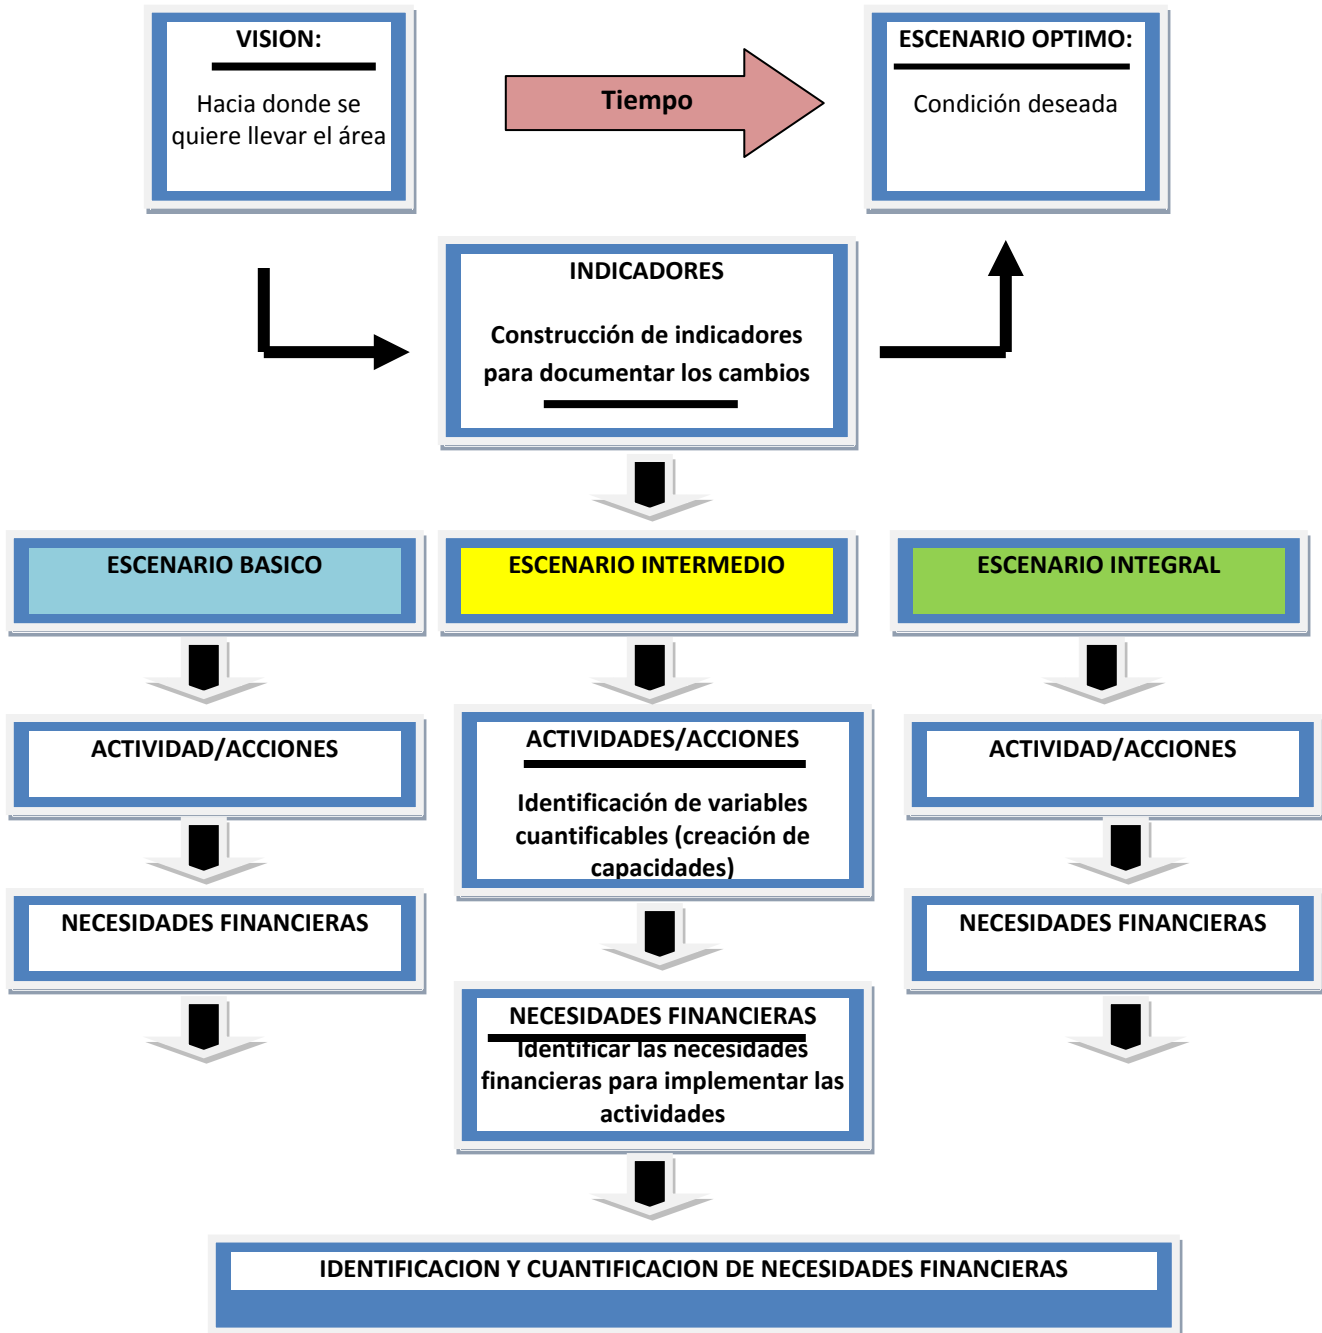 VISION:
Hacia donde se
quiere llevar el área
Tiempo
ESCENARIO OPTIMO:
Condición deseada
INDICADORES
Construcción de indicadores
para documentar los cambios
ESCENARIO BASICO
ESCENARIO INTERMEDIO
ESCENARIO INTEGRAL
ACTIVIDAD/ACCIONES
ACTIVIDADES/ACCIONES
Identificación de variables
cuantificables (creación de
capacidades)
ACTIVIDAD/ACCIONES
NECESIDADES FINANCIERAS
NECESIDADES FINANCIERAS
Identificar las necesidades
financieras para implementar las
actividades
NECESIDADES FINANCIERAS
IDENTIFICACION Y CUANTIFICACION DE NECESIDADES FINANCIERAS